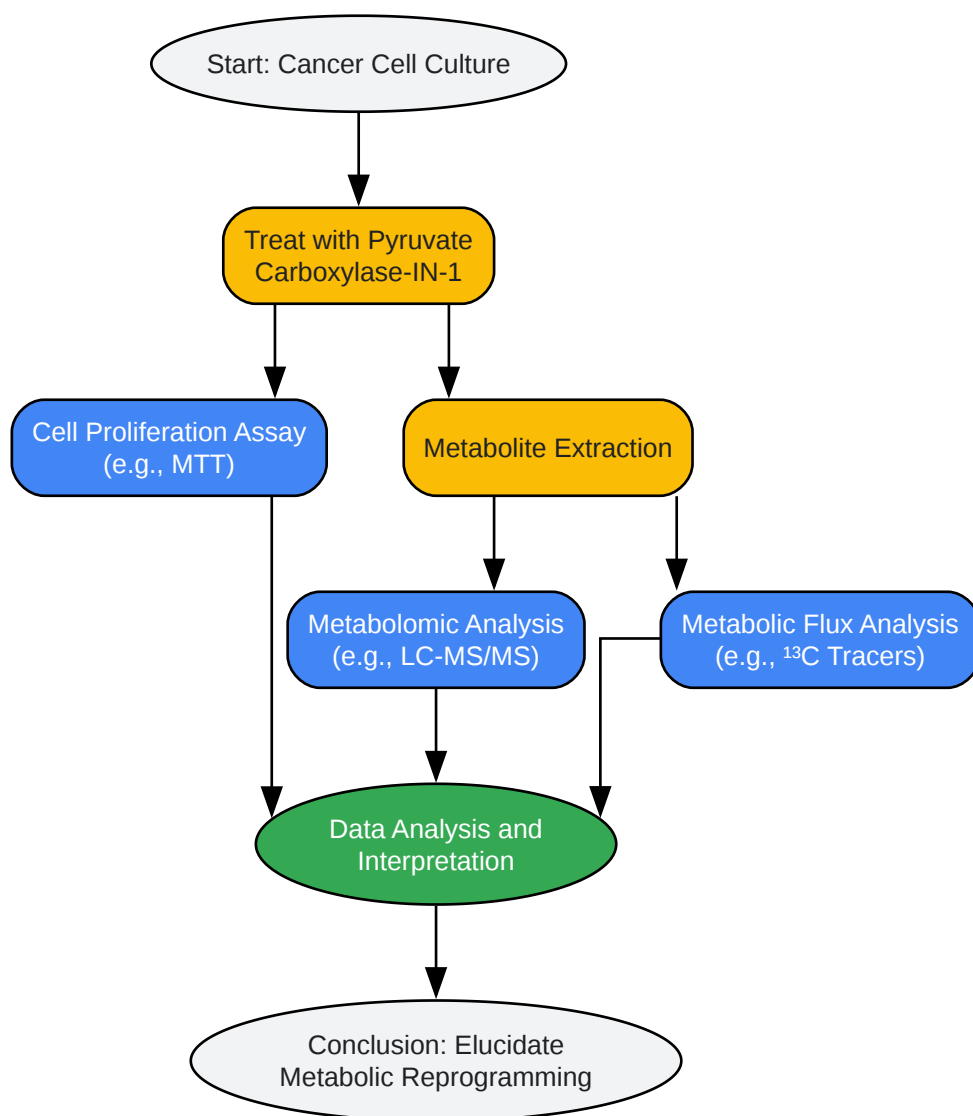 Start: Cancer Cell Culture
Treat with Pyruvate
Carboxylase-IN-1
Cell Proliferation Assay
(e.g., MTT)
Metabolite Extraction
Metabolomic Analysis
(e.g., LC-MS/MS)
Metabolic Flux Analysis
(e.g., ¹³C Tracers)
Data Analysis and
Interpretation
Conclusion: Elucidate
Metabolic Reprogramming